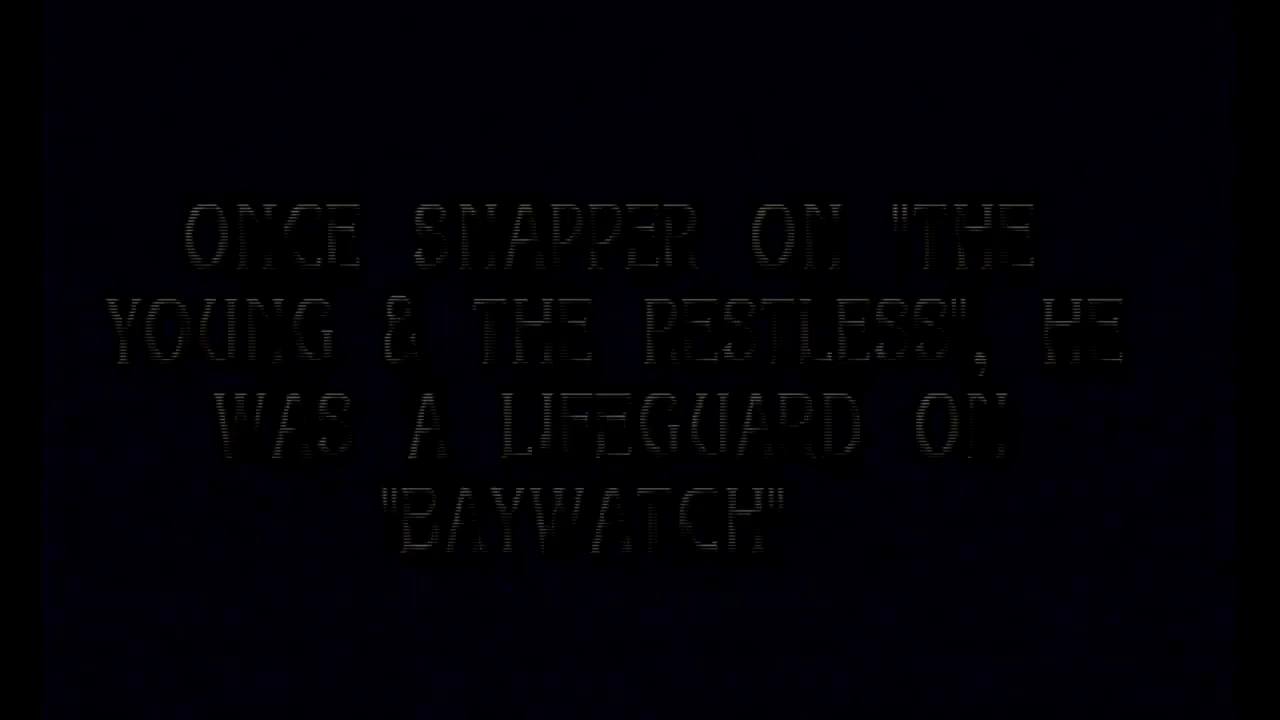 ONCE SNAPPER ON "THE
YOUNG & THE RESTLESS", HE
WAS A LIFEGUARD ON
"BAYWATCH"